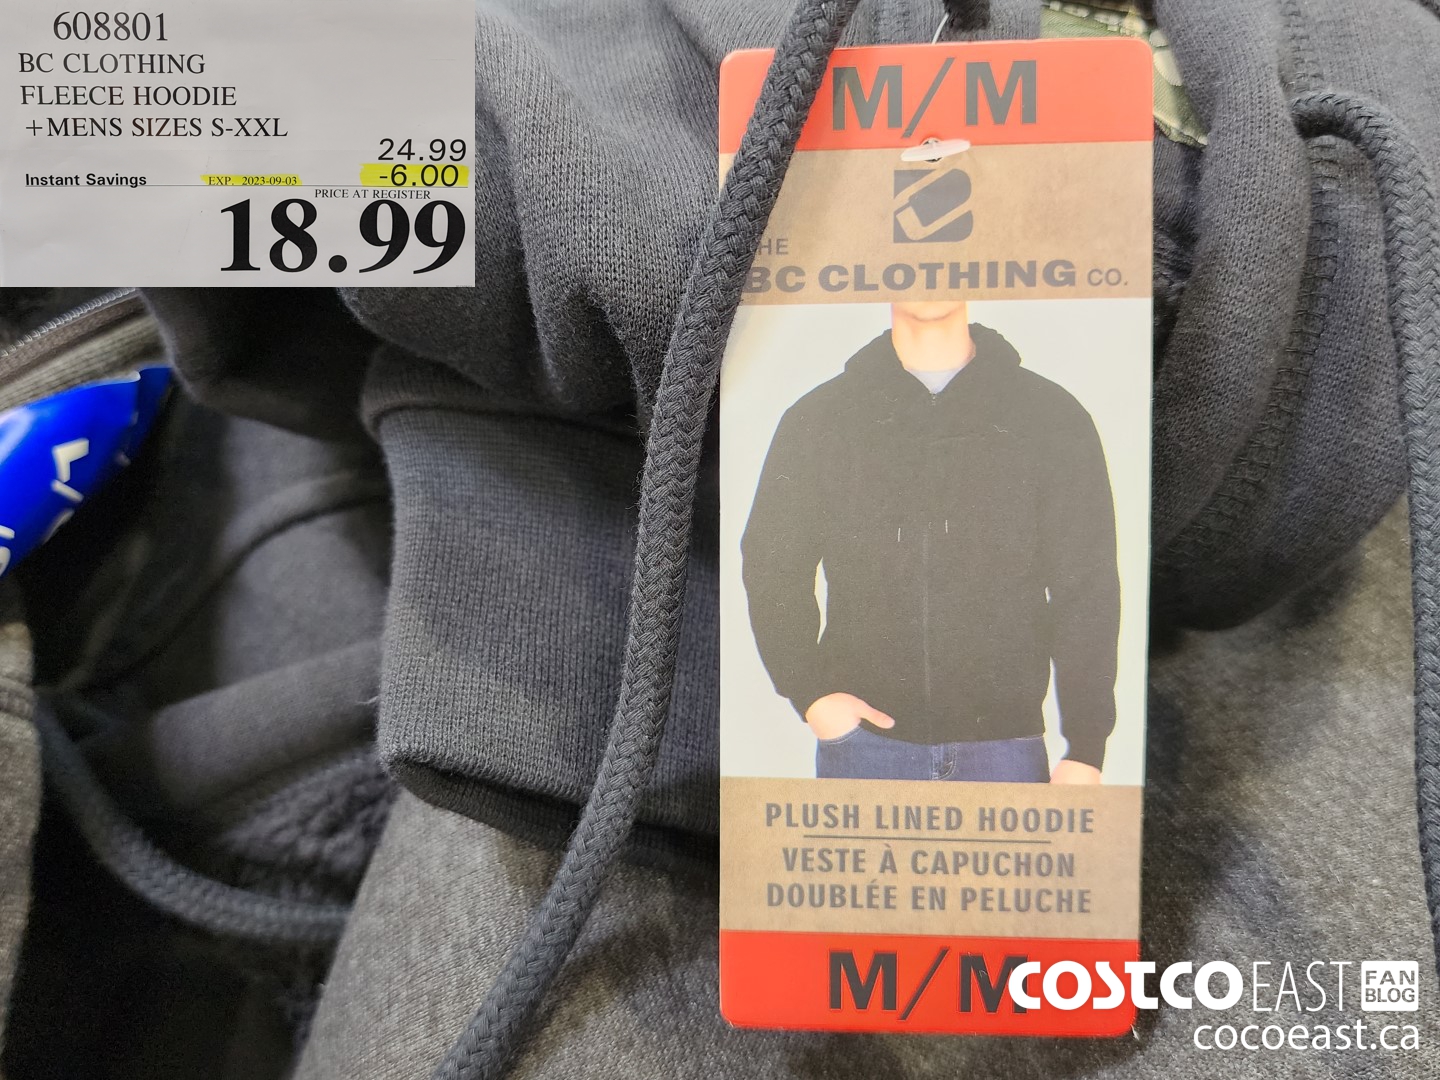 608801
BC CLOTHING
FLEECE HOODIE
+MENS SIZES S-XXL
24.99
Instant Savings EXP. 2023-09-03 -6.00
PRICE AT REGISTER
18.99
M/M
THE
BC CLOTHING CO.
PLUSH LINED HOODIE
VESTE À CAPUCHON
DOUBLÉE EN PELUCHE
M/M
L/
COSTCO EAST FAN BLOG
cocoeast.ca